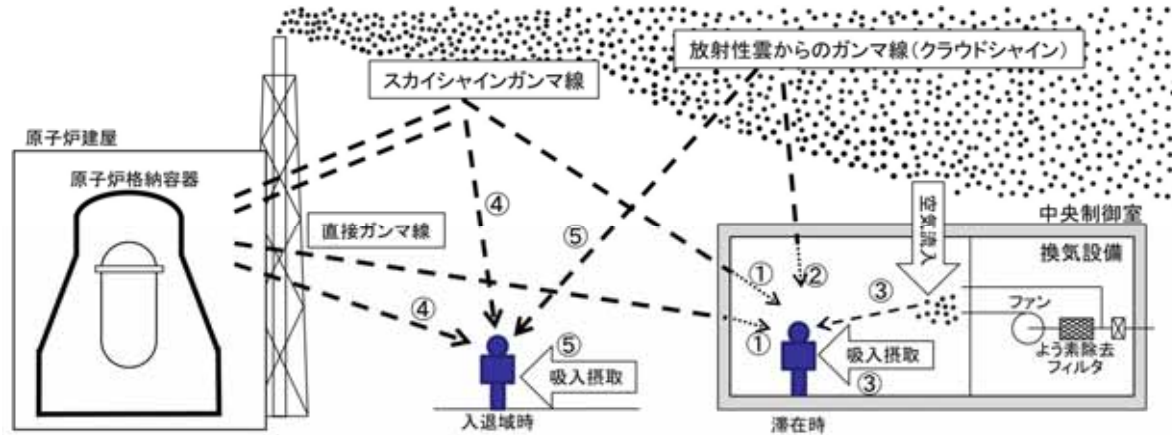 放射性雲からのガンマ線(クラウドシャイン)
スカイシャインガンマ線
原子炉建屋
原子炉格納容器
直接ガンマ線
④
⑤
④
⑤
吸入摂取
入退域時
中央制御室
空気流入
換気設備
①
②
③
ファン
①
吸入摂取
③
よう素除去
フィルタ
滞在時